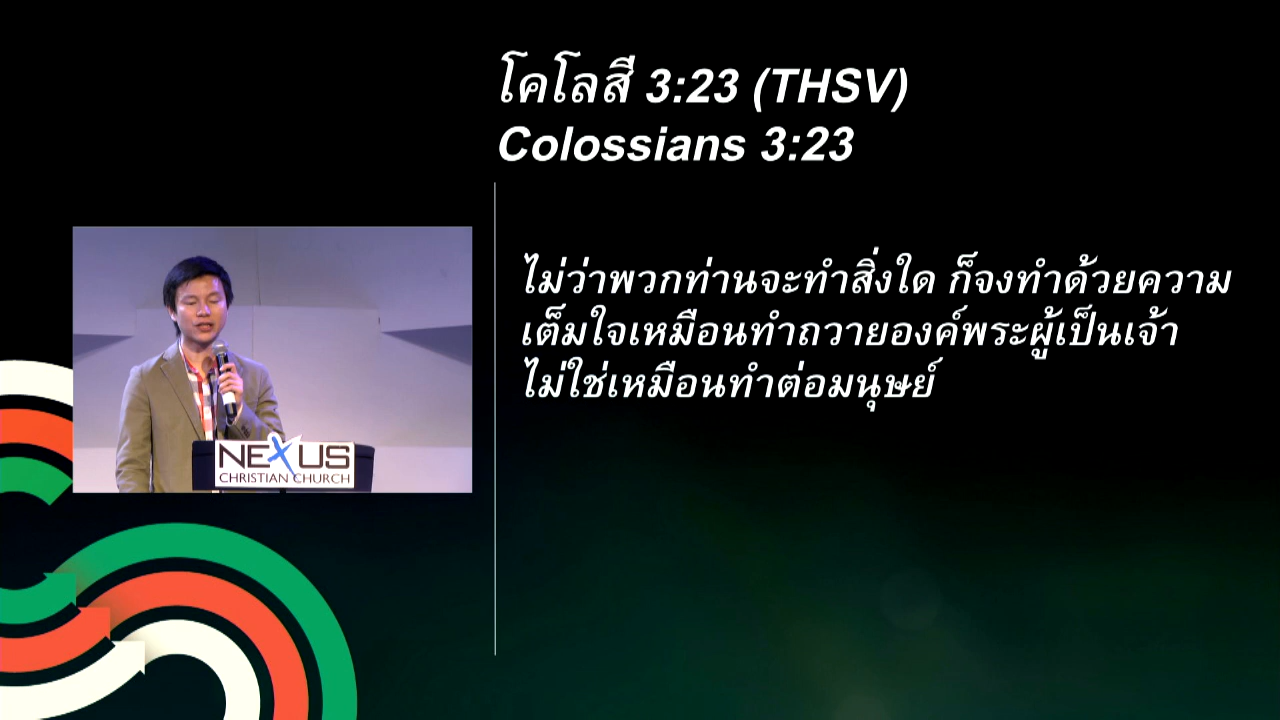 โคโลสี 3:23 (THSV)
Colossians 3:23
ไม่ว่าพวกท่านจะทำสิ่งใด ก็จงทำด้วยความ
เต็มใจเหมือนทำถวายองค์พระผู้เป็นเจ้า
ไม่ใช่เหมือนทำต่อมนุษย์
NEXUS
CHRISTIAN CHURCH